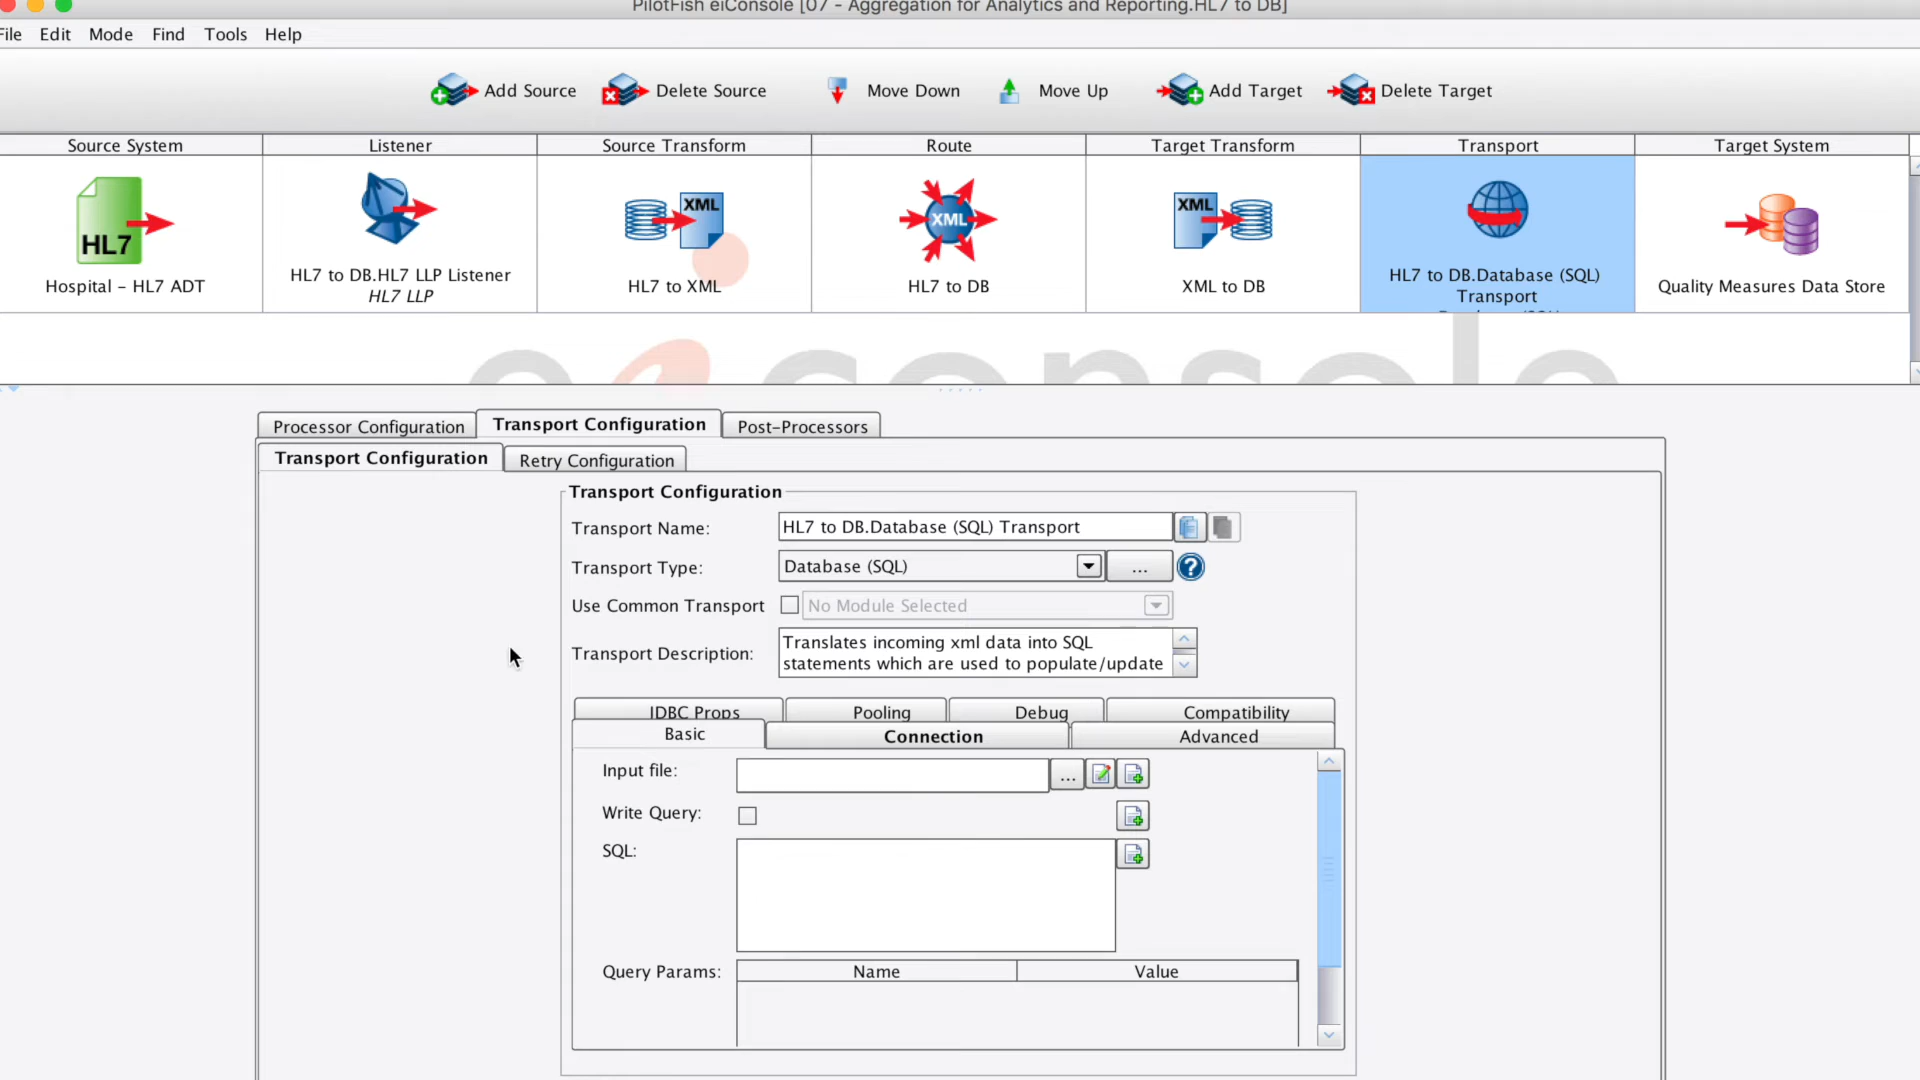 PilotFish eiConsole [07 - Aggregation for Analytics and Reporting.HL7 to DB]
File Edit Mode Find Tools Help
Add Source Delete Source Move Down Move Up Add Target Delete Target
Source System Listener Source Transform Route Target Transform Transport Target System
HL7 XML XML XML
Hospital - HL7 ADT
HL7 to DB.HL7 LLP Listener
HL7 LLP
HL7 to XML
HL7 to DB
XML to DB
HL7 to DB.Database (SQL)
Transport
Quality Measures Data Store
eiconsole
Processor Configuration Transport Configuration Post-Processors
Transport Configuration Retry Configuration
Transport Configuration
Transport Name: HL7 to DB.Database (SQL) Transport
Transport Type: Database (SQL) ... ?
Use Common Transport No Module Selected
Transport Description: Translates incoming xml data into SQL
statements which are used to populate/update
JDBC Props Pooling Debug Compatibility
Basic Connection Advanced
Input file: ...
Write Query:
SQL:
Query Params: Name Value